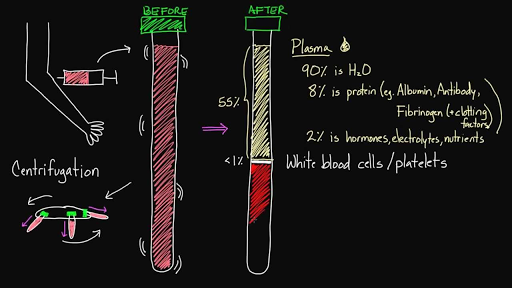 BEFORE
AFTER
Plasma
90% is H₂O
8% is protein (eg. Albumin, Antibody,
Fibrinogen (+clotting
factors)
2% is hormones, electrolytes, nutrients
55%
<1%
White blood cells/platelets
Centrifugation